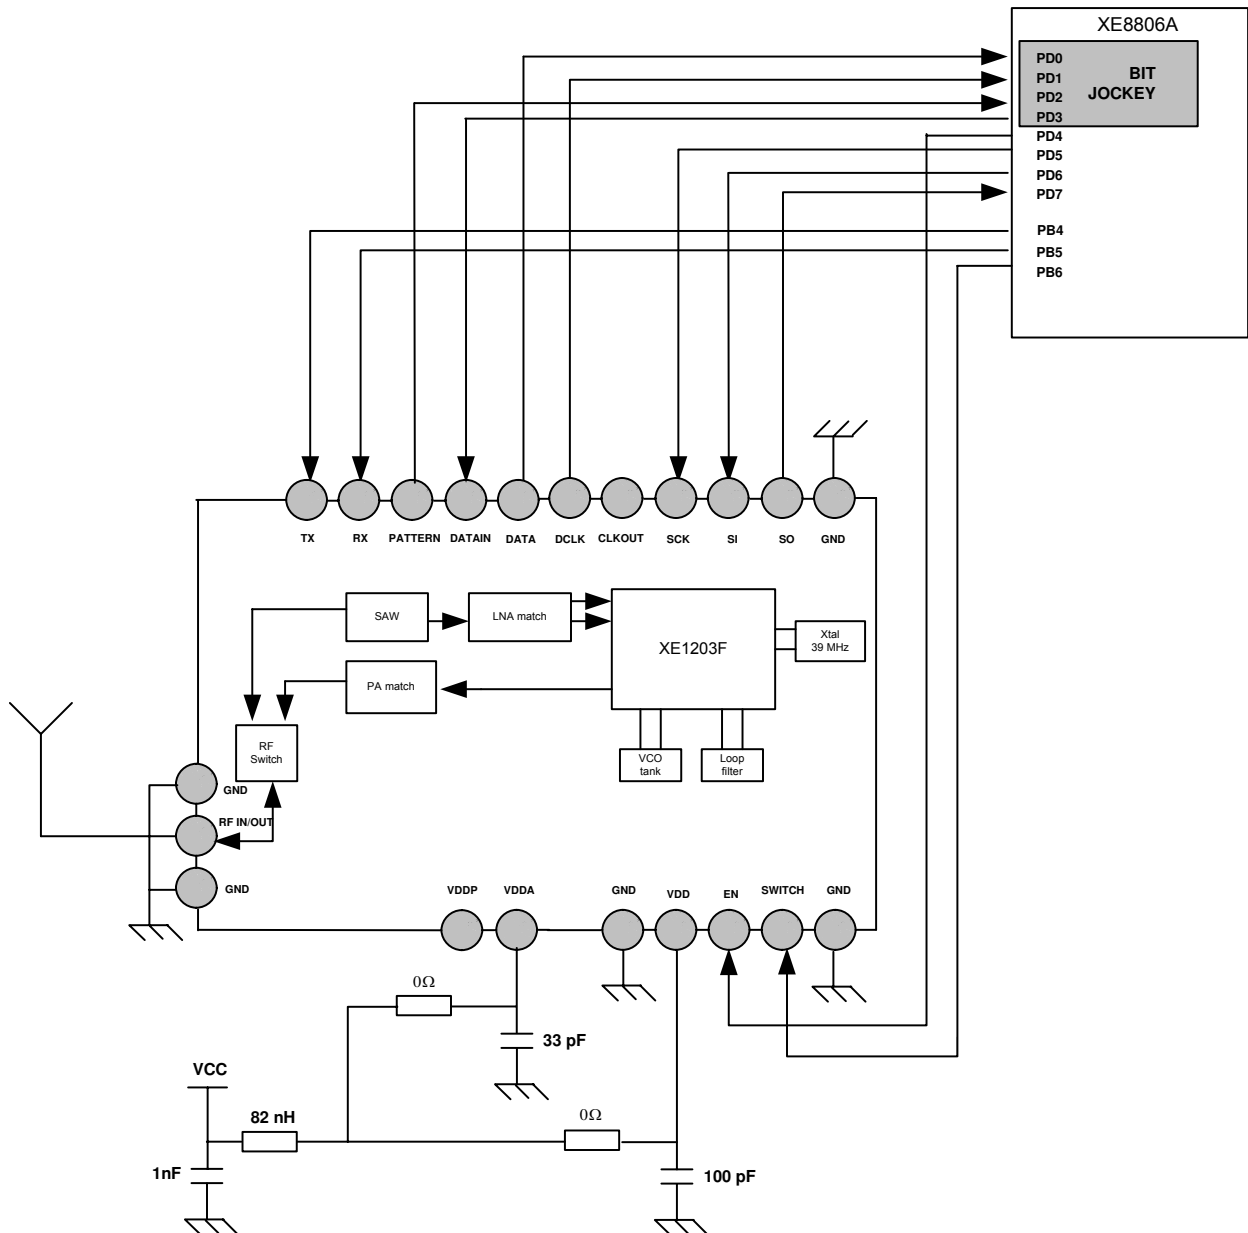 XE8806A
PD0
BIT
PD1
JOCKEY
PD2
PD3
PD4
PD5
PD6
PD7
PB4
PB5
PB6
TX RX PATTERN DATAIN DATA DCLK CLKOUT SCK SI SO GND
SAW
LNA match
XE1203F
Xtal
39 MHz
PA match
RF
Switch
VCO
tank
Loop
filter
GND
RF IN/OUT
GND
VDDP VDDA GND VDD EN SWITCH GND
0Ω
33 pF
VCC
82 nH
0Ω
1nF
100 pF